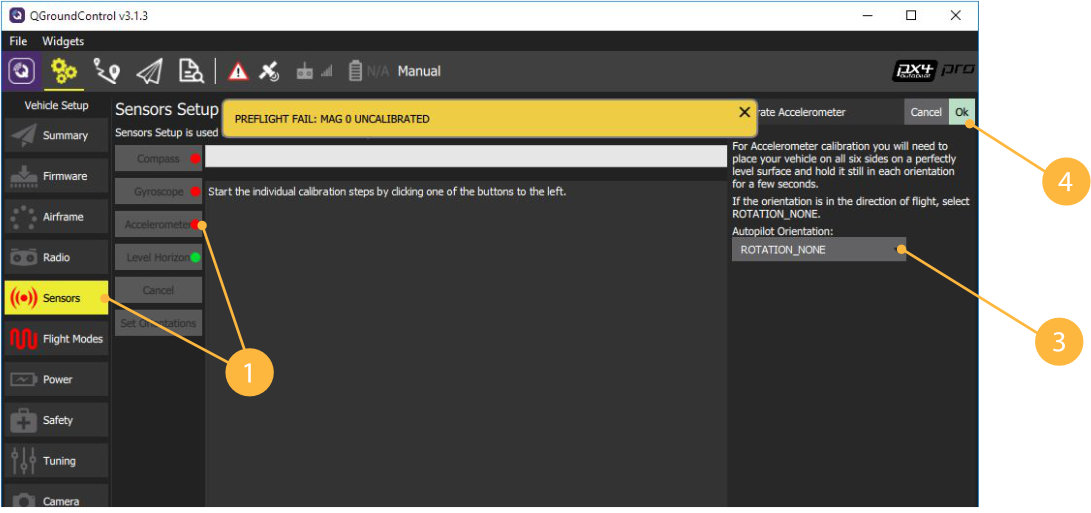 QGroundControl v3.1.3
File Widgets
N/A Manual
px4 pro
AUTOPILOT
Vehicle Setup
Summary
Firmware
Airframe
Radio
Sensors
Flight Modes
Power
Safety
Tuning
Camera
Sensors Setup
Sensors Setup is used
PREFLIGHT FAIL: MAG 0 UNCALIBRATED
Compass
Gyroscope
Accelerometer
Level Horizon
Cancel
Set Orientations
Start the individual calibration steps by clicking one of the buttons to the left.
rate Accelerometer
Cancel
Ok
For Accelerometer calibration you will need to
place your vehicle on all six sides on a perfectly
level surface and hold it still in each orientation
for a few seconds.
If the orientation is in the direction of flight, select
ROTATION_NONE.
Autopilot Orientation:
ROTATION_NONE
1
3
4